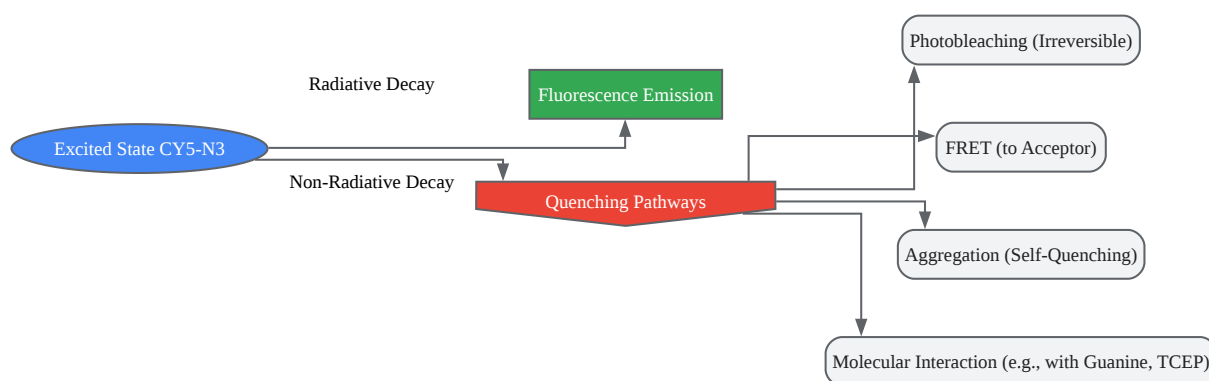 Photobleaching (Irreversible)
Radiative Decay
Fluorescence Emission
Excited State CY5-N3
FRET (to Acceptor)
Non-Radiative Decay
Quenching Pathways
Aggregation (Self-Quenching)
Molecular Interaction (e.g., with Guanine, TCEP)